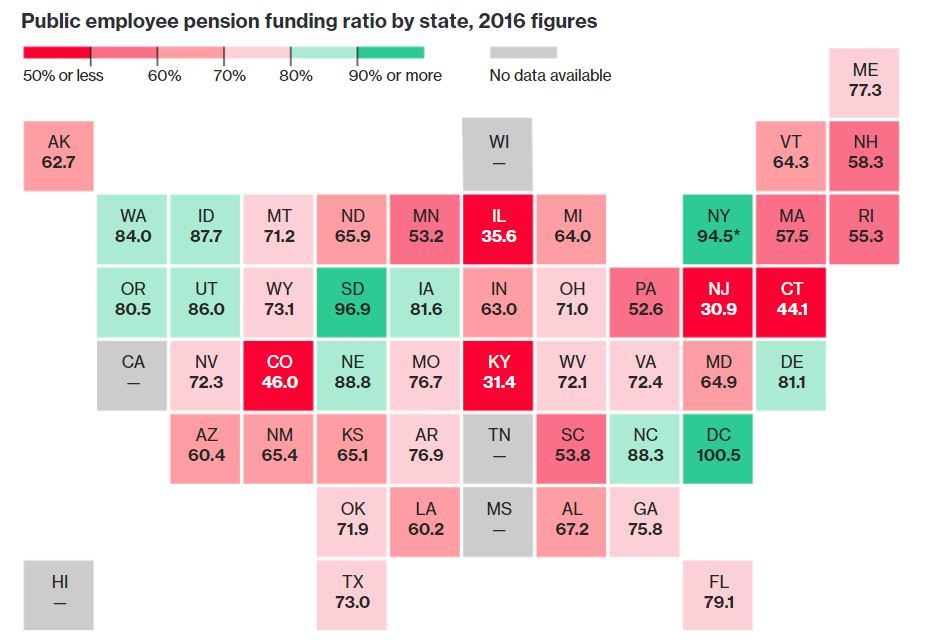 Public employee pension funding ratio by state, 2016 figures
50% or less 60% 70% 80% 90% or more No data available
ME
77.3
AK WI VT NH
62.7 — 64.3 58.3
WA ID MT ND MN IL MI NY MA RI
84.0 87.7 71.2 65.9 53.2 35.6 64.0 94.5* 57.5 55.3
OR UT WY SD IA IN OH PA NJ CT
80.5 86.0 73.1 96.9 81.6 63.0 71.0 52.6 30.9 44.1
CA NV CO NE MO KY WV VA MD DE
— 72.3 46.0 88.8 76.7 31.4 72.1 72.4 64.9 81.1
AZ NM KS AR TN SC NC DC
60.4 65.4 65.1 76.9 — 53.8 88.3 100.5
OK LA MS AL GA
71.9 60.2 — 67.2 75.8
HI TX FL
— 73.0 79.1